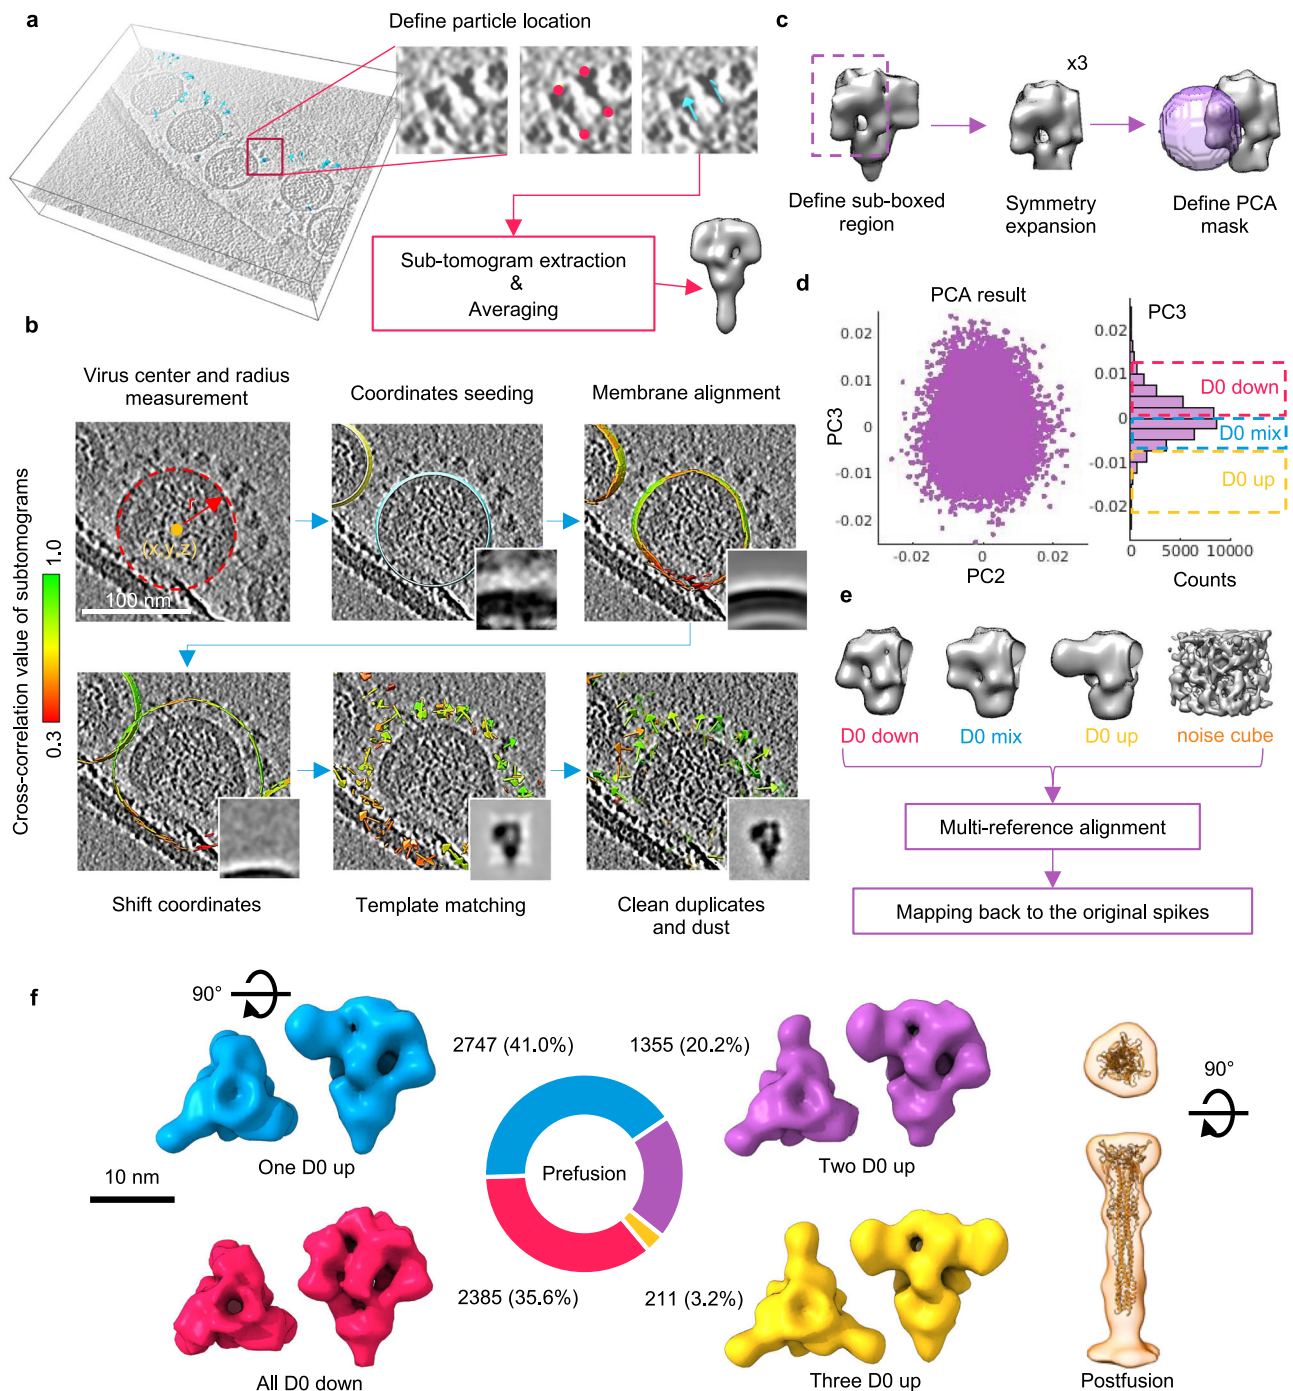 a
Define particle location
Sub-tomogram extraction
&
Averaging
b
Virus center and radius
measurement
Coordinates seeding
Membrane alignment
r
(x,y,z)
100 nm
Cross-correlation value of subtomograms
1.0
0.3
Shift coordinates
Template matching
Clean duplicates
and dust
c
x3
Define sub-boxed
region
Symmetry
expansion
Define PCA
mask
d
PCA result
PC3
0.02
0.01
0
-0.01
-0.02
-0.02
0
0.02
PC2
PC3
0.02
0.01
0
-0.01
0.02
D0 down
D0 mix
D0 up
0
5000
10000
Counts
e
D0 down
D0 mix
D0 up
noise cube
Multi-reference alignment
Mapping back to the original spikes
f
90°
2747 (41.0%)
1355 (20.2%)
One D0 up
Prefusion
Two D0 up
90°
10 nm
2385 (35.6%)
211 (3.2%)
All D0 down
Three D0 up
Postfusion